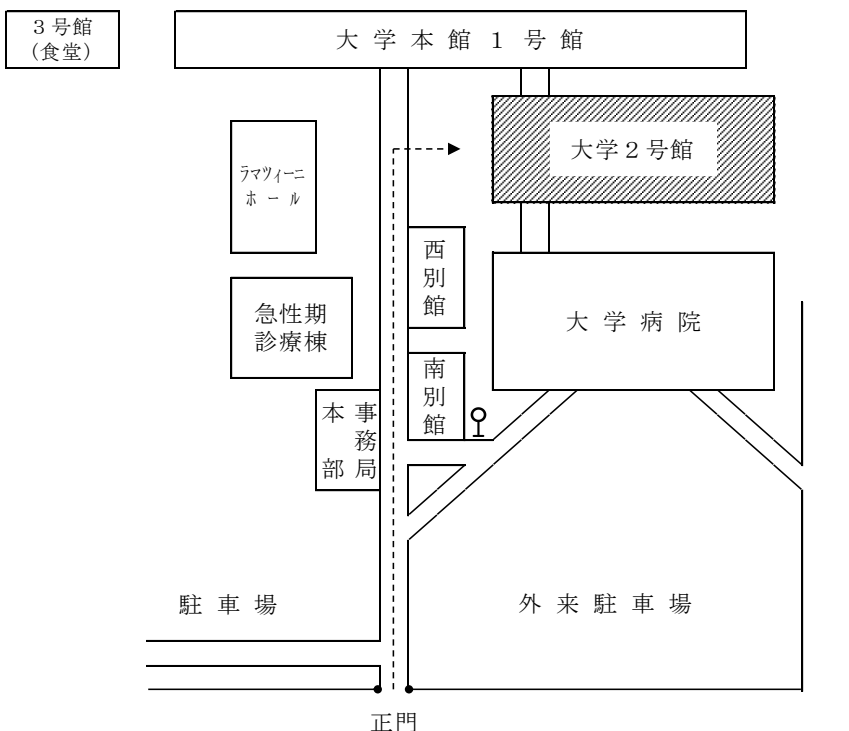 3号館
(食堂)
大学本館1号館
大学2号館
ラマツィーニ
ホール
西別館
急性期
診療棟
大学病院
南別館
事務局
本部
駐車場
外来駐車場
正門